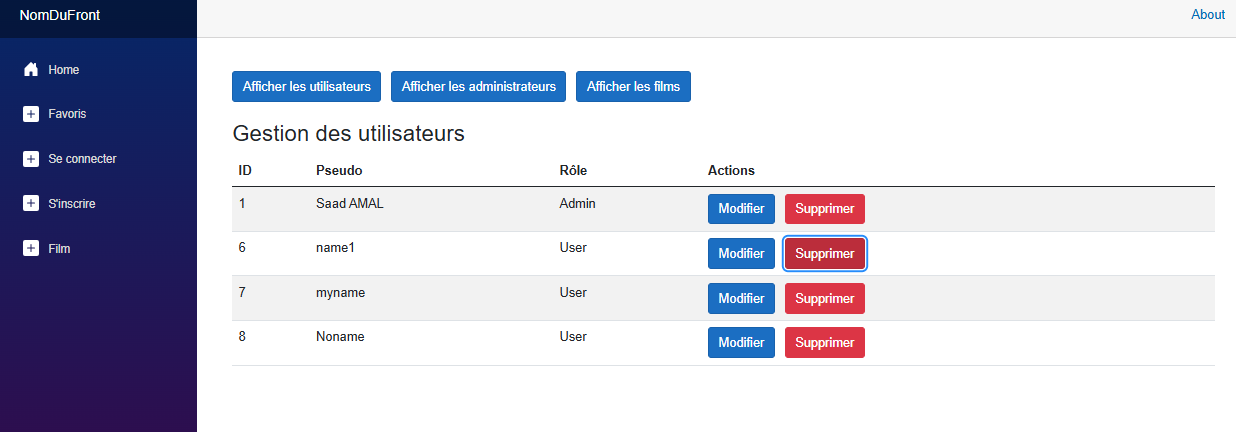 NomDuFront
About
Home
Favoris
Se connecter
S'inscrire
Film
Afficher les utilisateurs Afficher les administrateurs Afficher les films
Gestion des utilisateurs
ID Pseudo Rôle Actions
1 Saad AMAL Admin Modifier Supprimer
6 name1 User Modifier Supprimer
7 myname User Modifier Supprimer
8 Noname User Modifier Supprimer